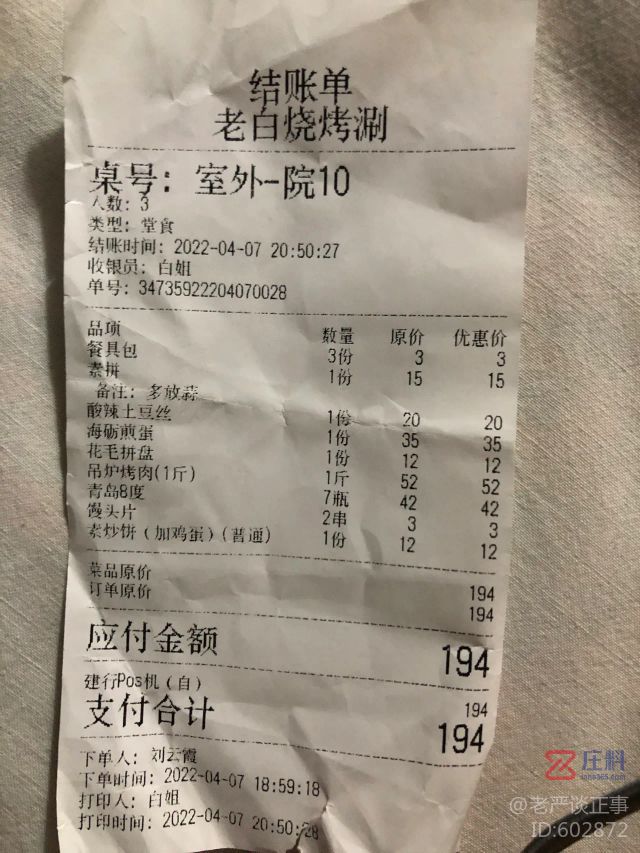 结账单
老白烧烤涮
桌号: 室外-院10
人数: 3
类型: 堂食
结账时间: 2022-04-07 20:50:27
收银员: 白姐
单号: 34735922204070028
品项 数量 原价 优惠价
餐具包 3份 3 3
素拼 1份 15 15
备注: 多放蒜
酸辣土豆丝 1份 20 20
海砺煎蛋 1份 35 35
花毛拼盘 1份 12 12
吊炉烤肉(1斤) 1斤 52 52
青岛8度 7瓶 42 42
馒头片 2串 3 3
素炒饼(加鸡蛋)(普通) 1份 12 12
菜品原价 194
订单原价 194
应付金额 194
建行Pos机(自) 194
支付合计 194
下单人: 刘云霞
下单时间: 2022-04-07 18:59:18
打印人: 白姐
打印时间: 2022-04-07 20:50:28
庄料
@老严谈正事
ID:602872